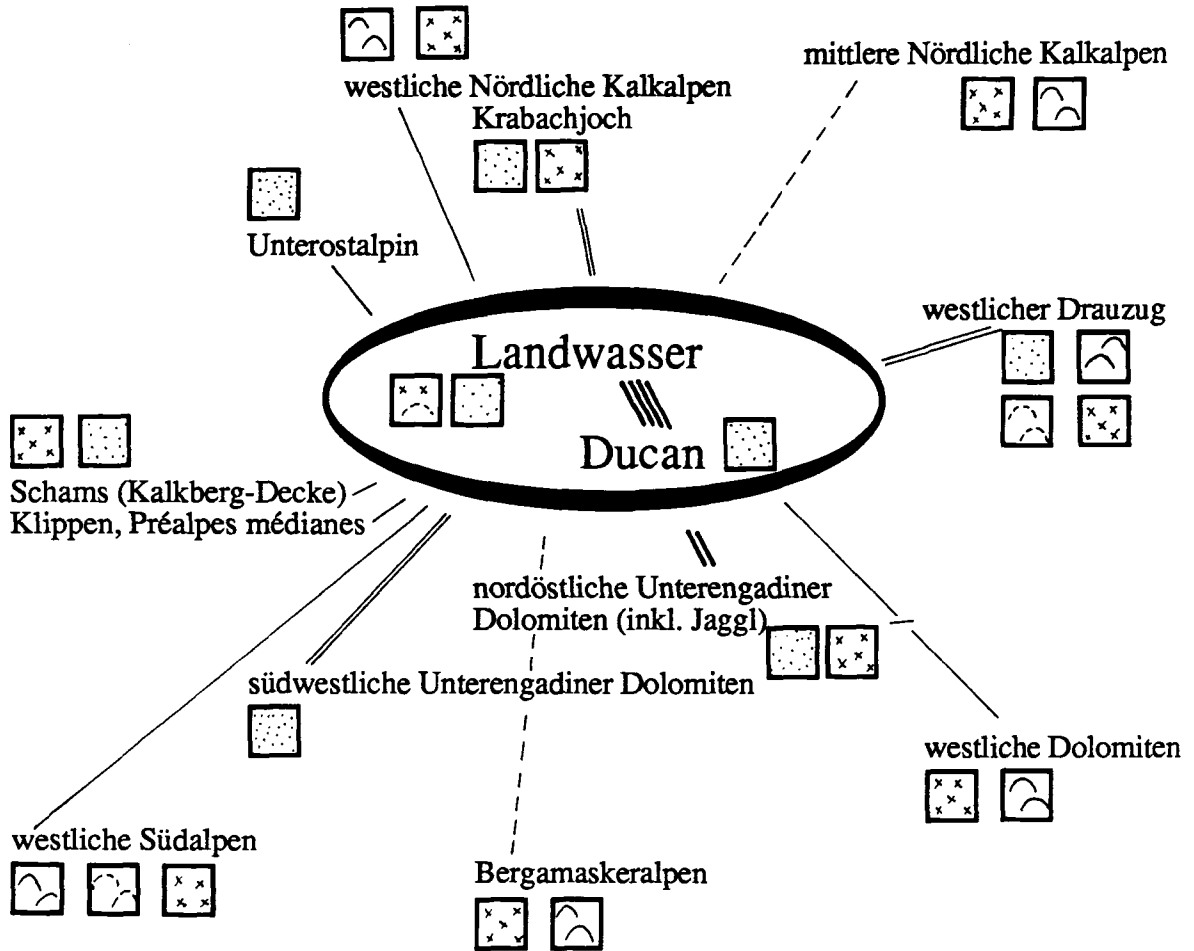 mittlere Nördliche Kalkalpen
westliche Nördliche Kalkalpen
Krabachjoch
Unterostalpin
westlicher Drauzug
Landwasser
Ducan
Schams (Kalkberg-Decke)
Klippen, Préalpes médianes
nordöstliche Unterengadiner
Dolomiten (inkl. Jaggl)
südwestliche Unterengadiner Dolomiten
westliche Dolomiten
westliche Südalpen
Bergamaskeralpen